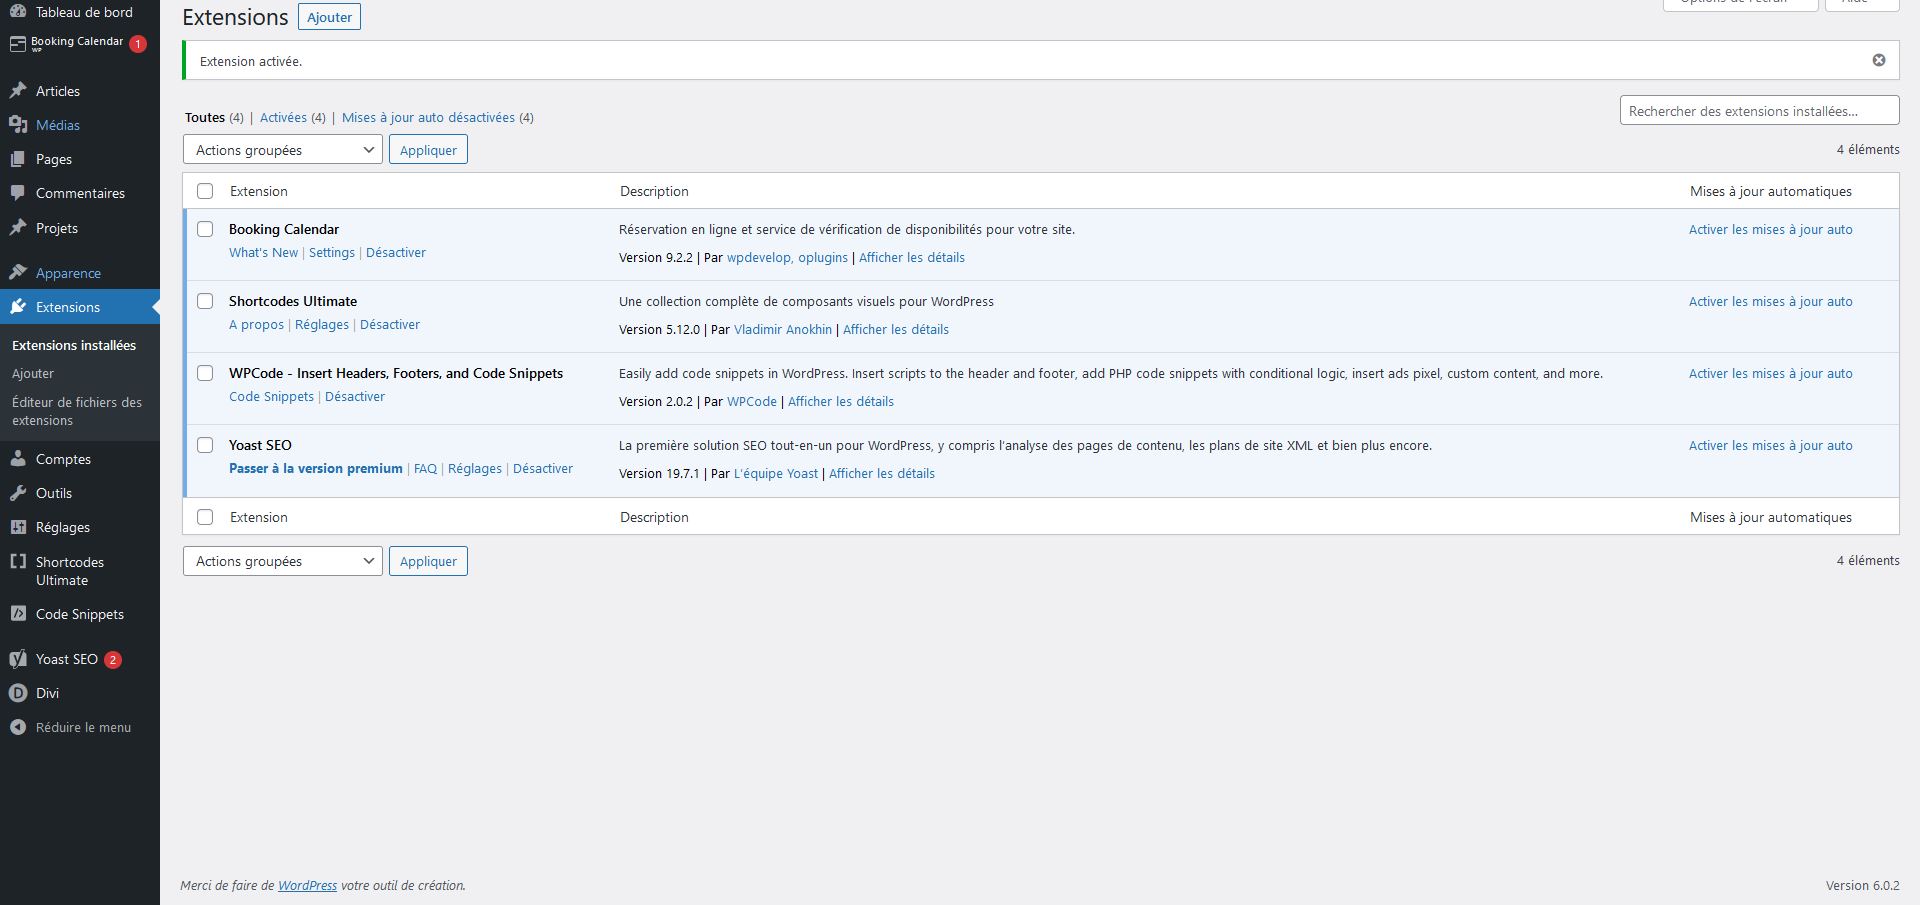 Tableau de bord
Booking Calendar 1
WP
Articles
Médias
Pages
Commentaires
Projets
Apparence
Extensions
Extensions installées
Ajouter
Éditeur de fichiers des
extensions
Comptes
Outils
Réglages
Shortcodes
Ultimate
Code Snippets
Yoast SEO 2
Divi
Réduire le menu
Extensions Ajouter
Extension activée.
Toutes (4) | Activées (4) | Mises à jour auto désactivées (4)
Rechercher des extensions installées...
Actions groupées Appliquer
4 éléments
Extension Description Mises à jour automatiques
Booking Calendar
What's New | Settings | Désactiver
Réservation en ligne et service de vérification de disponibilités pour votre site.
Version 9.2.2 | Par wpdevelop, oplugins | Afficher les détails
Activer les mises à jour auto
Shortcodes Ultimate
A propos | Réglages | Désactiver
Une collection complète de composants visuels pour WordPress
Version 5.12.0 | Par Vladimir Anokhin | Afficher les détails
Activer les mises à jour auto
WPCode - Insert Headers, Footers, and Code Snippets
Code Snippets | Désactiver
Easily add code snippets in WordPress. Insert scripts to the header and footer, add PHP code snippets with conditional logic, insert ads pixel, custom content, and more.
Version 2.0.2 | Par WPCode | Afficher les détails
Activer les mises à jour auto
Yoast SEO
Passer à la version premium | FAQ | Réglages | Désactiver
La première solution SEO tout-en-un pour WordPress, y compris l'analyse des pages de contenu, les plans de site XML et bien plus encore.
Version 19.7.1 | Par L'équipe Yoast | Afficher les détails
Activer les mises à jour auto
Extension Description Mises à jour automatiques
Actions groupées Appliquer
4 éléments
Merci de faire de WordPress votre outil de création.
Version 6.0.2